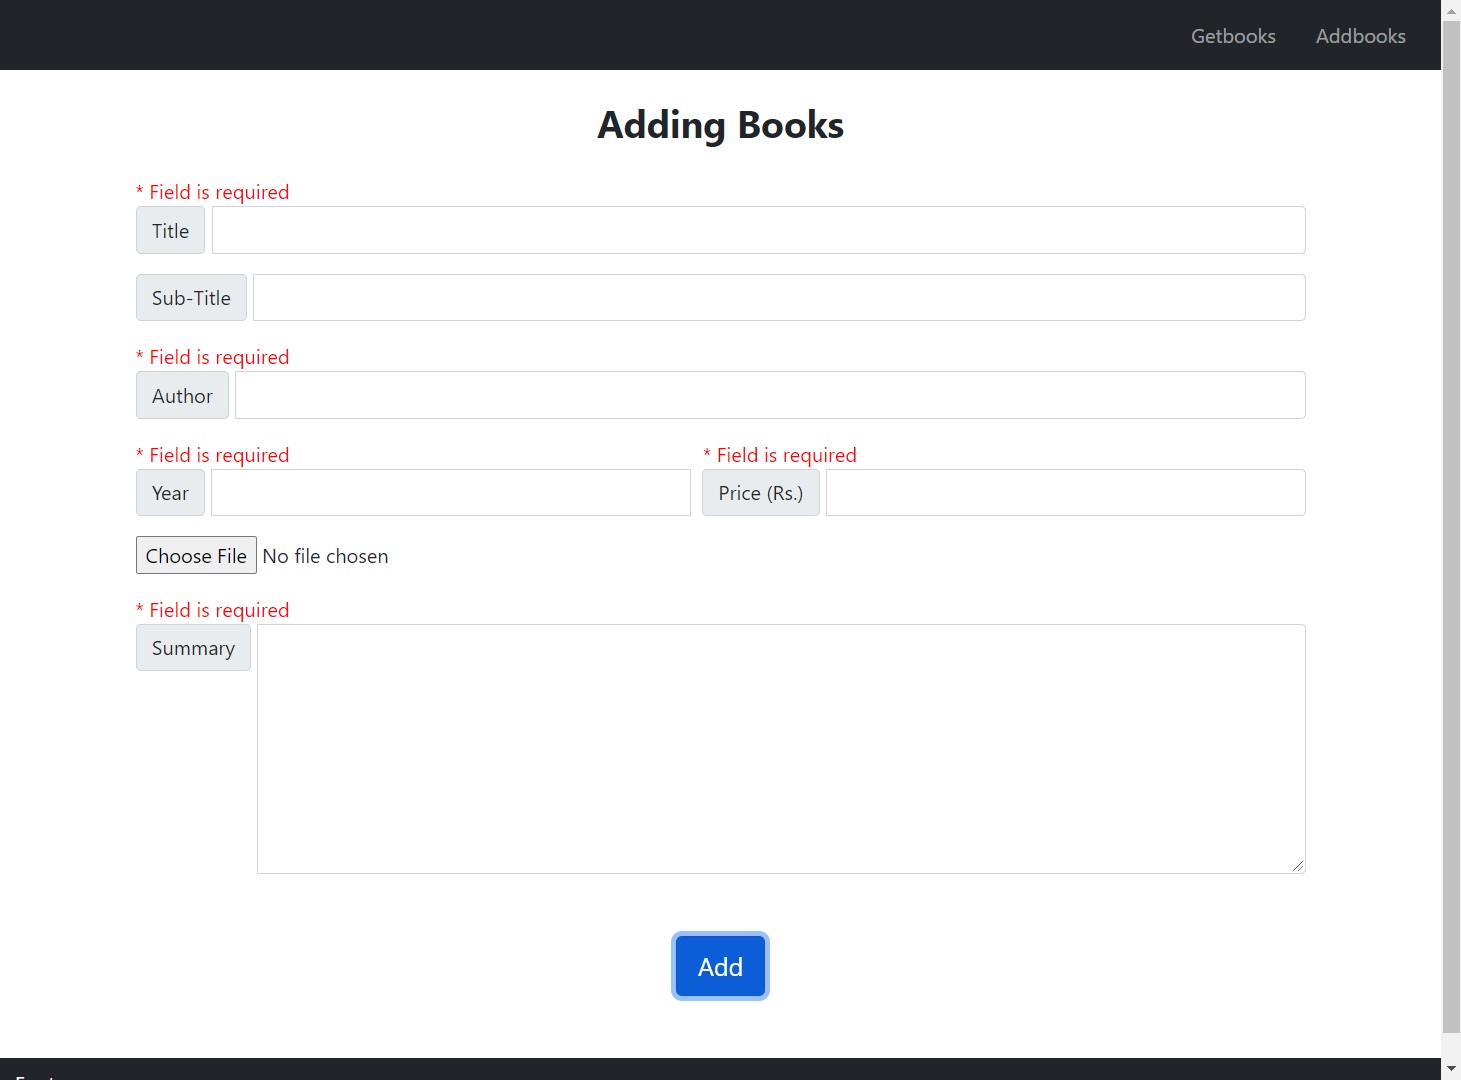 Getbooks Addbooks
Adding Books
* Field is required
Title
Sub-Title
* Field is required
Author
* Field is required * Field is required
Year Price (Rs.)
Choose File No file chosen
* Field is required
Summary
Add